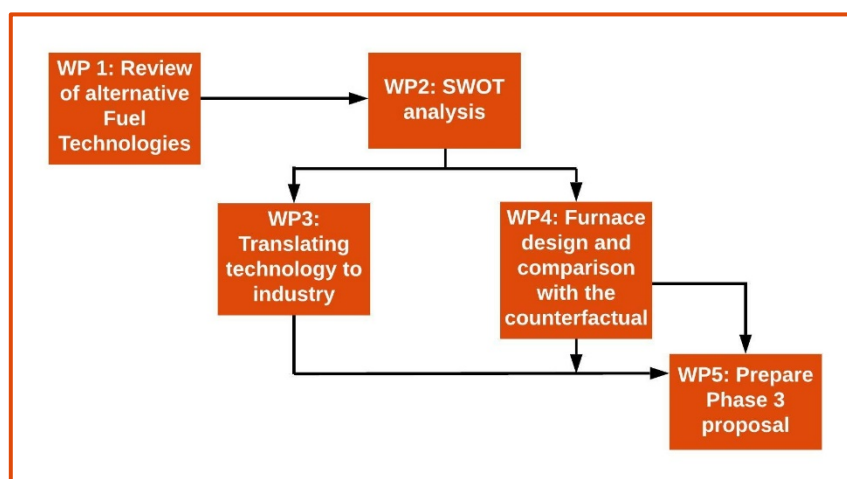 WP 1: Review
of alternative
Fuel
Technologies
WP2: SWOT
analysis
WP3:
Translating
technology to
industry
WP4: Furnace
design and
comparison
with the
counterfactual
WP5: Prepare
Phase 3
proposal